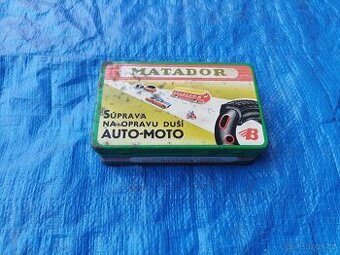 MATADOR
SÚPRAVA
NA OPRAVU DUŠÍ
AUTO-MOTO
B